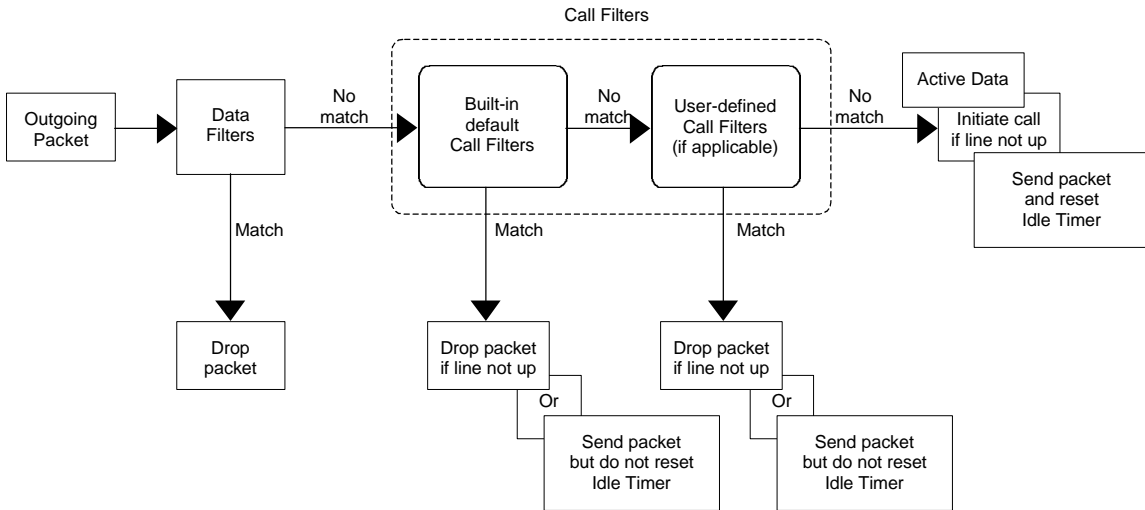 Call Filters
Outgoing
Packet
Data
Filters
No
match
Built-in
default
Call Filters
No
match
User-defined
Call Filters
(if applicable)
No
match
Active Data
Initiate call
if line not up
Send packet
and reset
Idle Timer
Match
Match
Match
Drop
packet
Drop packet
if line not up
Or
Send packet
but do not reset
Idle Timer
Drop packet
if line not up
Or
Send packet
but do not reset
Idle Timer